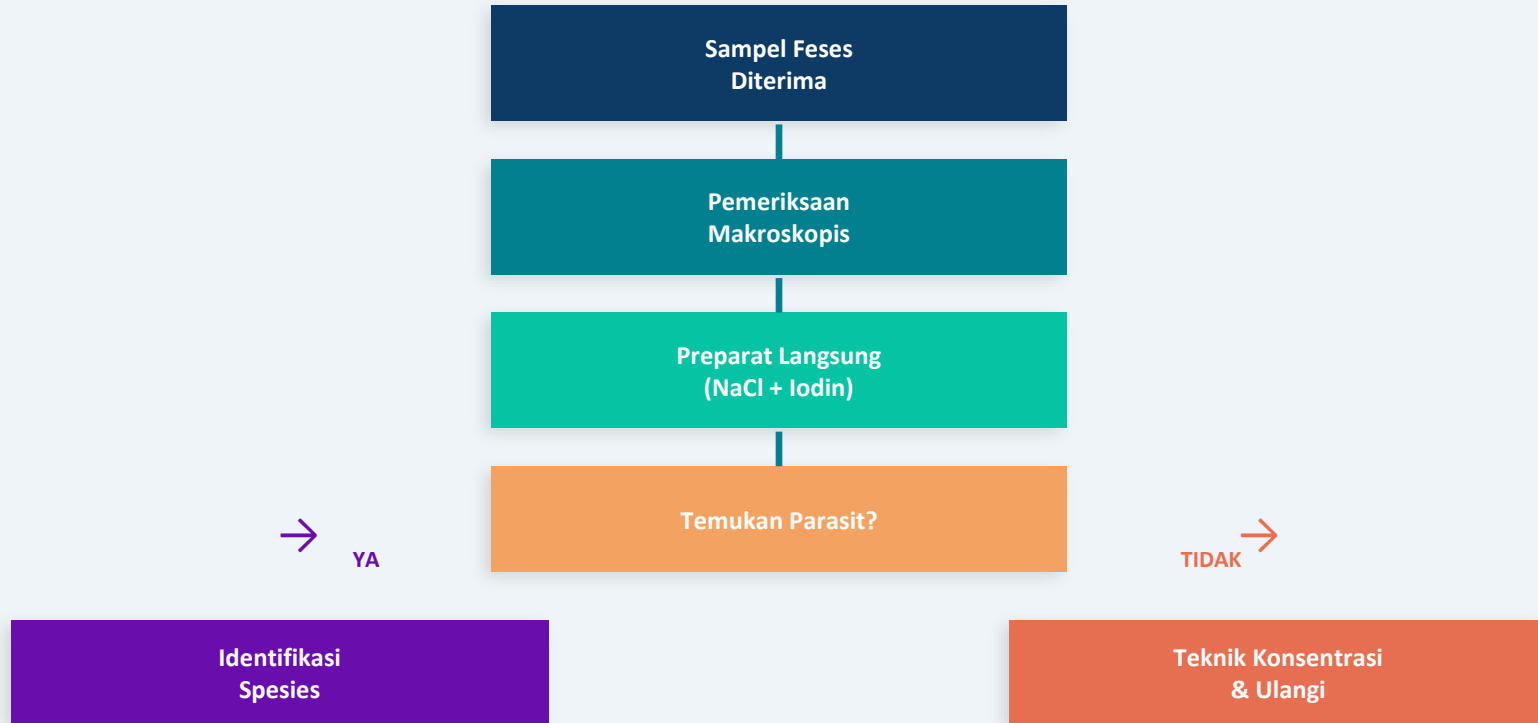 Sampel Feses
Diterima
Pemeriksaan
Makroskopis
Preparat Langsung
(NaCl + Iodin)
Temukan Parasit?
YA
TIDAK
Identifikasi
Spesies
Teknik Konsentrasi
& Ulangi